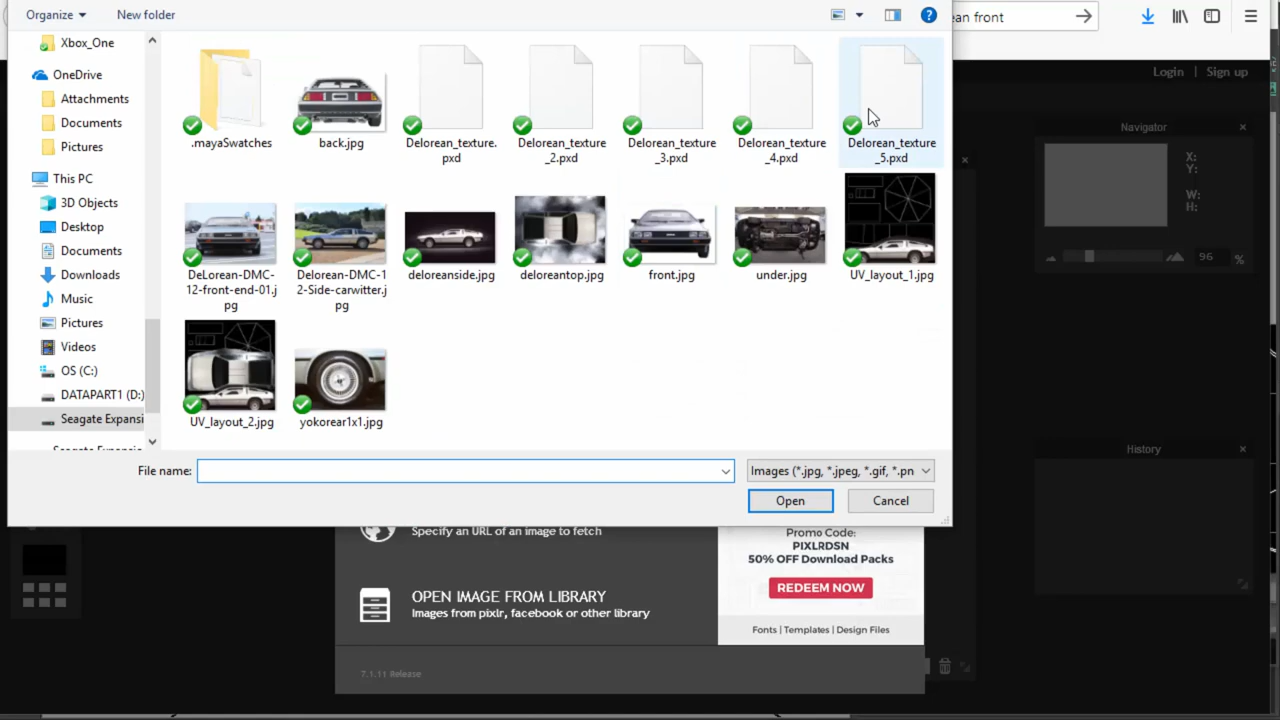 Organize
New folder
an front
Xbox_One
OneDrive
Attachments
Documents
Pictures
This PC
3D Objects
Desktop
Documents
Downloads
Music
Pictures
Videos
OS (C:)
DATAPART1 (D:)
Seagate Expansi
.mayaSwatches
back.jpg
Delorean_texture.
pxd
Delorean_texture
_2.pxd
Delorean_texture
_3.pxd
Delorean_texture
_4.pxd
Delorean_texture
_5.pxd
DeLorean-DMC-
12-front-end-01.j
pg
Delorean-DMC-1
2-Side-carwitter.j
pg
deloreanside.jpg
deloreantop.jpg
front.jpg
under.jpg
UV_layout_1.jpg
UV_layout_2.jpg
yokorear1x1.jpg
File name:
Images (*.jpg, *.jpeg, *.gif, *.pn
Open
Cancel
Login | Sign up
Navigator
X:
Y:
W:
H:
96 %
History
Specify an URL of an image to fetch
OPEN IMAGE FROM LIBRARY
Images from pixlr, facebook or other library
7.1.11 Release
Promo Code:
PIXLRDSN
50% OFF Download Packs
REDEEM NOW
Fonts | Templates | Design Files